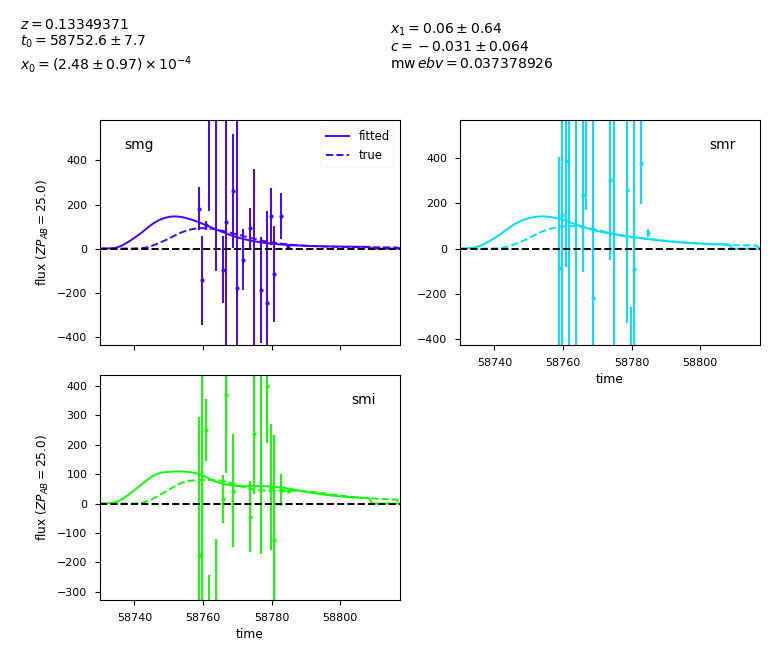 z = 0.13349371
t₀ = 58752.6 ± 7.7
x₀ = (2.48 ± 0.97) × 10⁻⁴
x₁ = 0.06 ± 0.64
c = −0.031 ± 0.064
mw ebv = 0.037378926
smg
fitted
true
400
200
0
−200
−400
flux (ZP_AB = 25.0)
smr
400
200
0
−200
−400
58740 58760 58780 58800
time
smi
400
300
200
100
0
−100
−200
−300
flux (ZP_AB = 25.0)
58740 58760 58780 58800
time